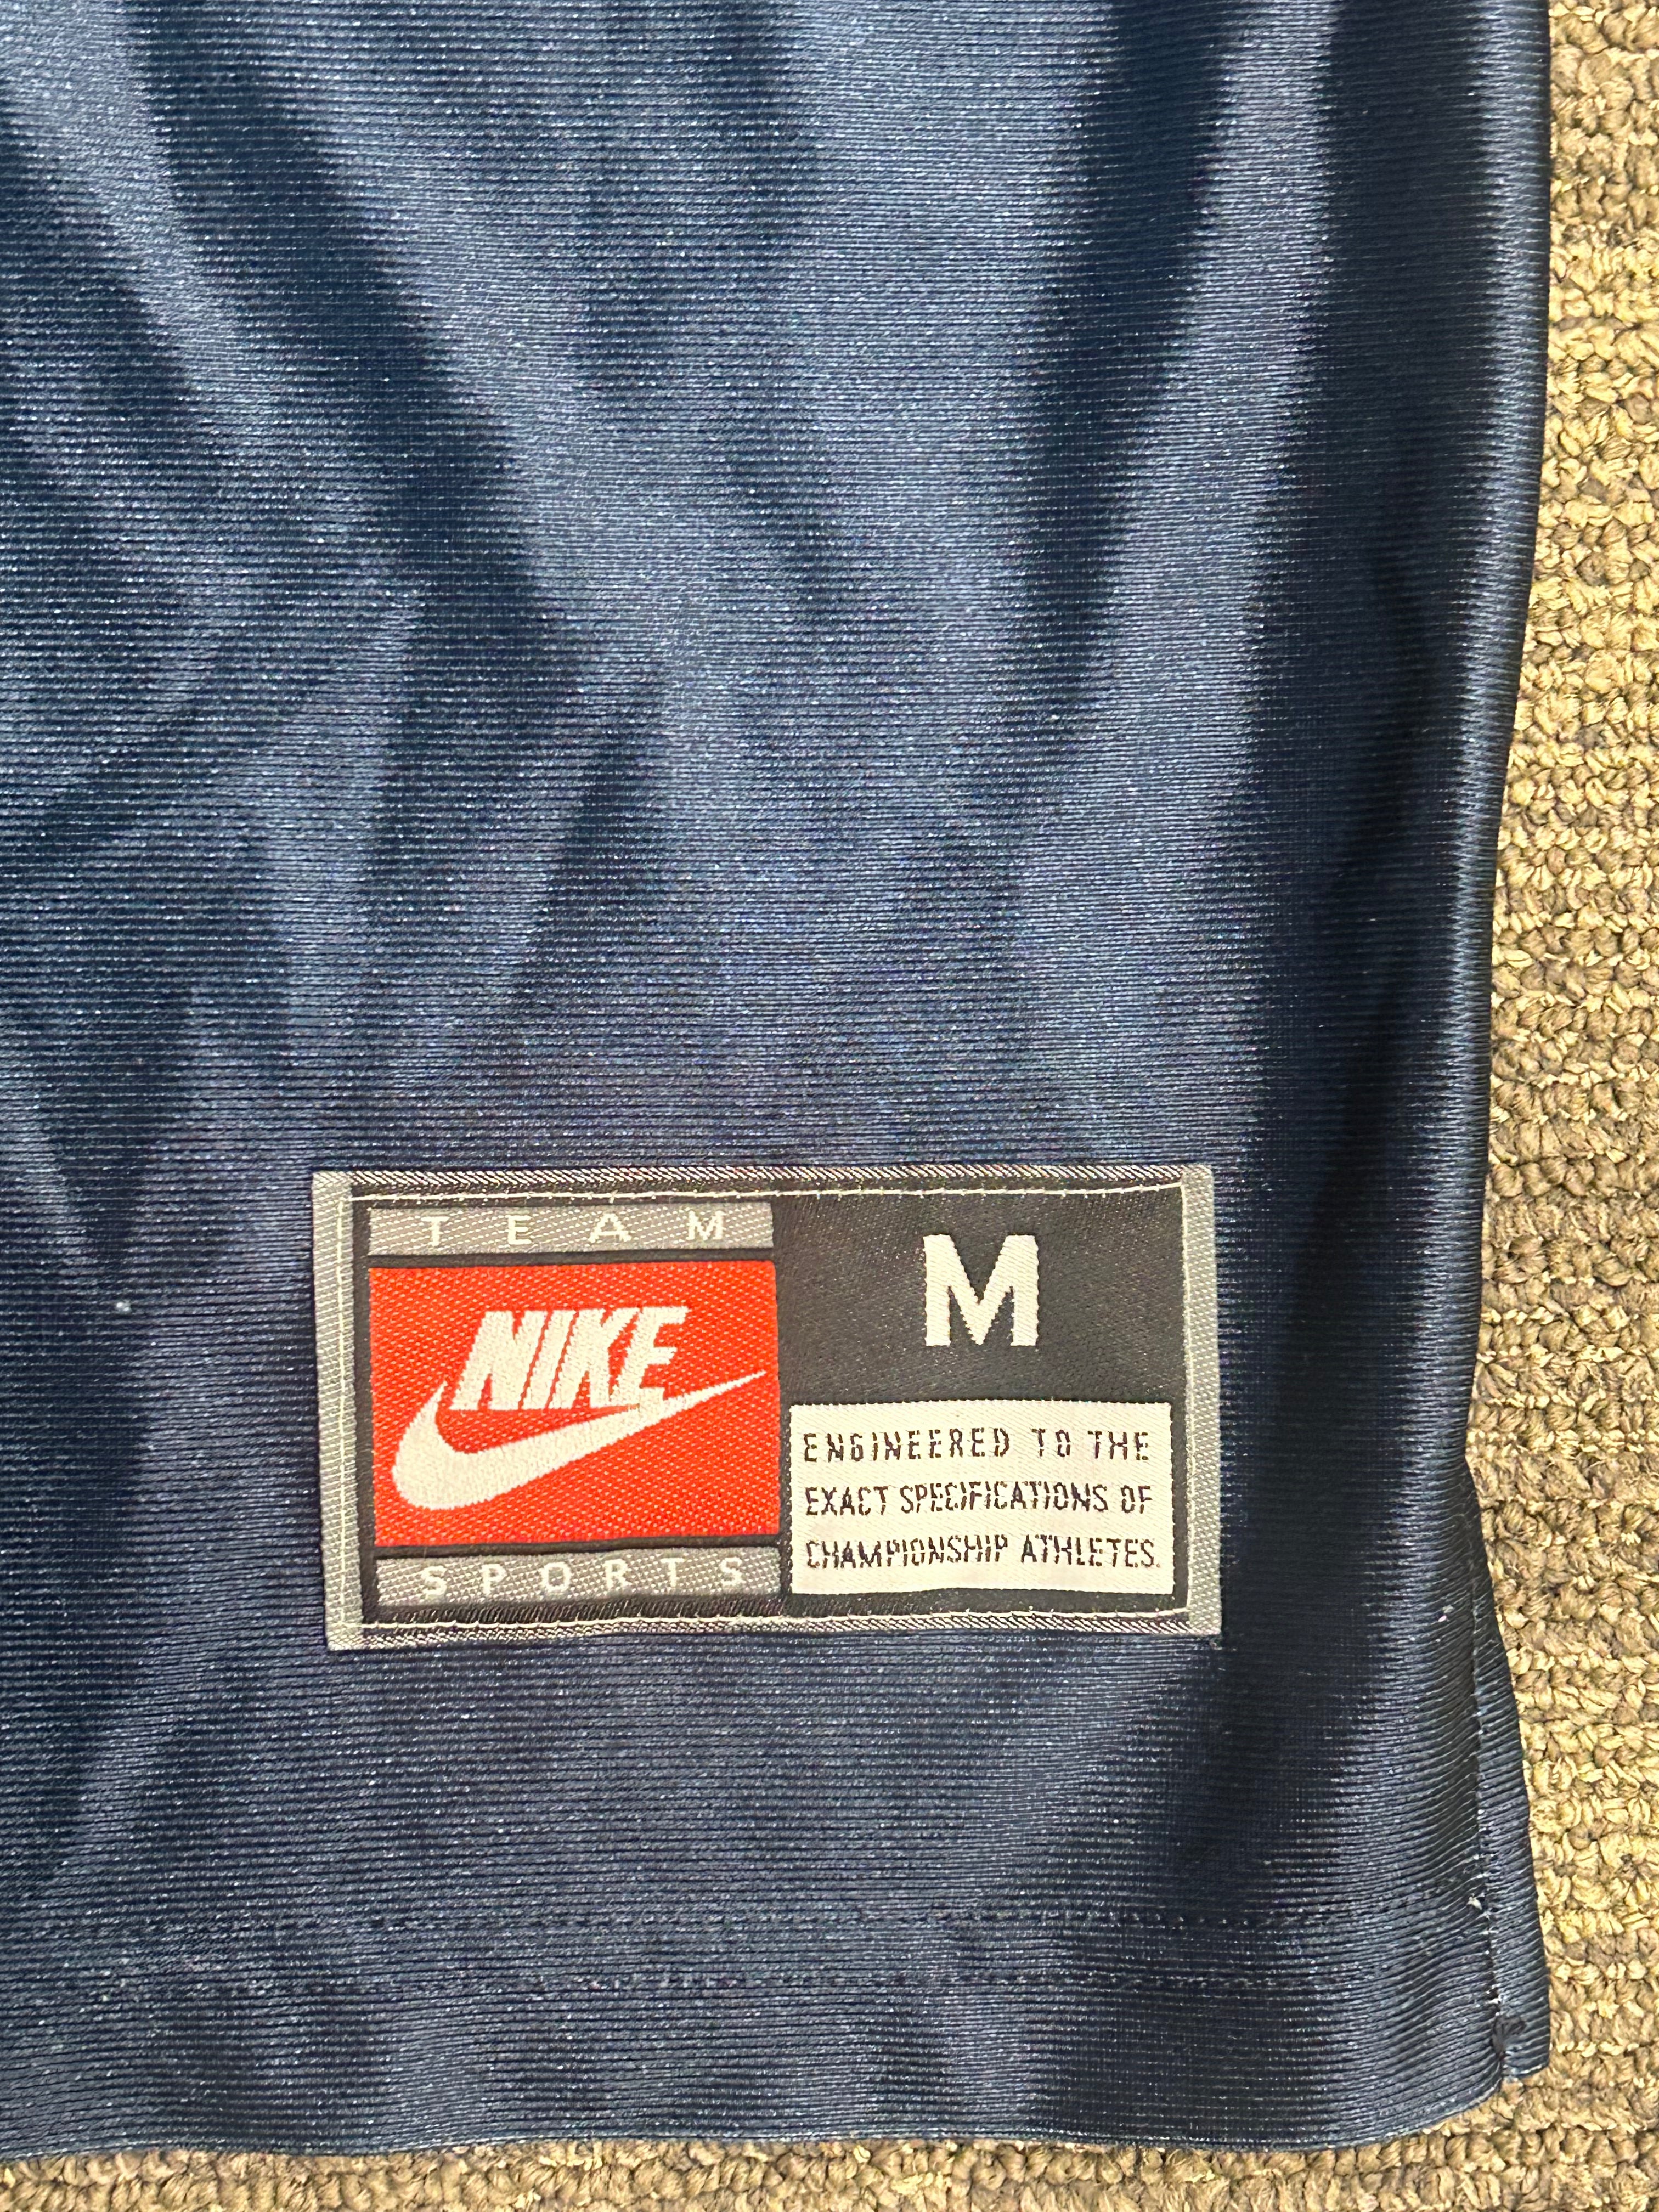 TEAM
NIKE
SPORTS
M
ENGINEERED TO THE
EXACT SPECIFICATIONS OF
CHAMPIONSHIP ATHLETES.